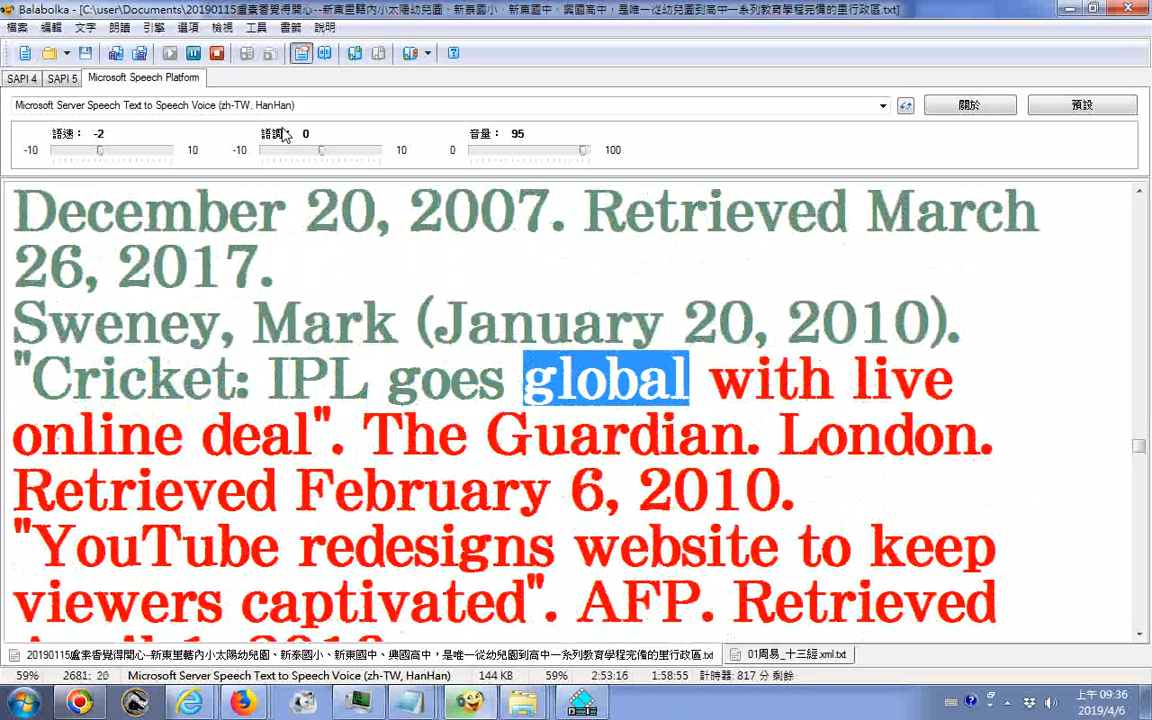 Balabolka - [C:\user\Documents\20190115盧素香覺得開心--新東里轄內小太陽幼兒園、新泰國小、新東國中、興國高中，是唯一從幼兒園到高中一系列教育學程完備的里行政區.txt]
檔案 編輯 文字 朗讀 引擎 選項 檢視 工具 書籤 說明
SAPI 4 SAPI 5 Microsoft Speech Platform
Microsoft Server Speech Text to Speech Voice (zh-TW, HanHan) 關於 預設
語速： -2 語調： 0 音量： 95
-10 10 -10 10 0 100
December 20, 2007. Retrieved March
26, 2017.
Sweney, Mark (January 20, 2010).
"Cricket: IPL goes global with live
online deal". The Guardian. London.
Retrieved February 6, 2010.
"YouTube redesigns website to keep
viewers captivated". AFP. Retrieved
20190115盧素香覺得開心--新東里轄內小太陽幼兒園、新泰國小、新東國中、興國高中，是唯一從幼兒園到高中一系列教育學程完備的里行政區.txt 01周易_十三經.xml.txt
59% 2681: 20 Microsoft Server Speech Text to Speech Voice (zh-TW, HanHan) 144 KB 59% 2:53:16 1:58:55 計時器: 817 分 剩餘
上午 09:36
2019/4/6